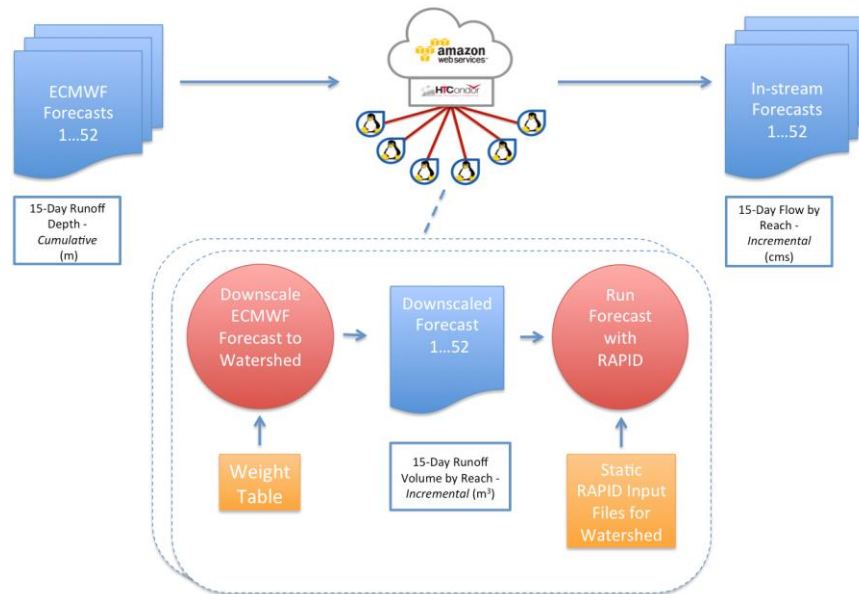 ECMWF
Forecasts
1...52
amazon
web services™
HTCondor
In-stream
Forecasts
1...52
15-Day Runoff
Depth -
Cumulative
(m)
15-Day Flow by
Reach -
Incremental
(cms)
Downscale
ECMWF
Forecast to
Watershed
Downscaled
Forecast
1...52
Run
Forecast
with
RAPID
Weight
Table
15-Day Runoff
Volume by Reach -
Incremental (m³)
Static
RAPID Input
Files for
Watershed